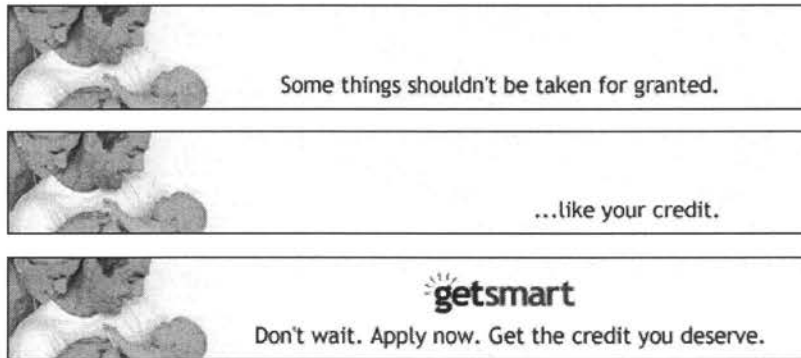 Some things shouldn't be taken for granted.
...like your credit.
getsmart
Don't wait. Apply now. Get the credit you deserve.